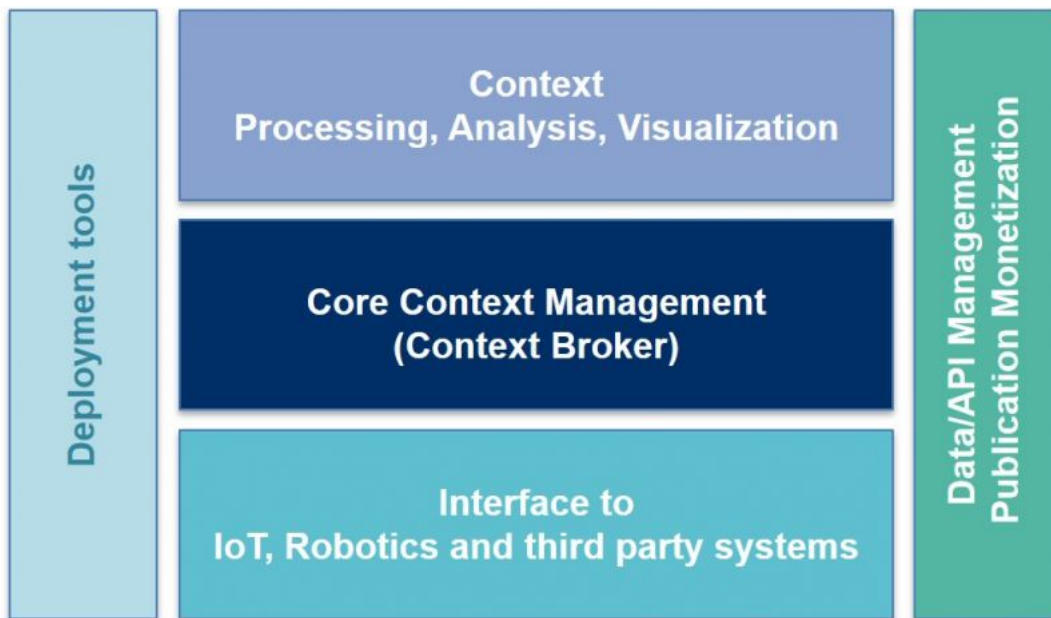 Deployment tools
Context
Processing, Analysis, Visualization
Core Context Management
(Context Broker)
Interface to
IoT, Robotics and third party systems
Data/API Management
Publication Monetization